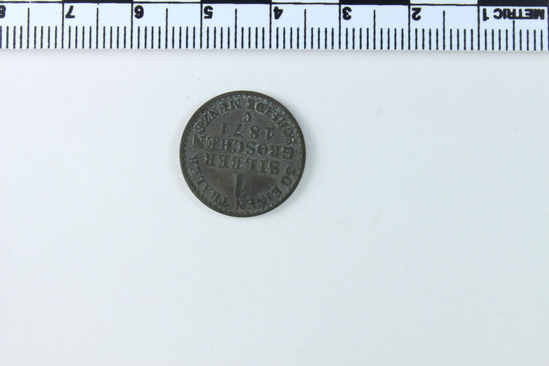 METRIC 1 2 3 4 5 6 7 8
30 EINEN THALER
1
SILBER
GROSCHEN
1871
C
SCHEIDE MÜNZE